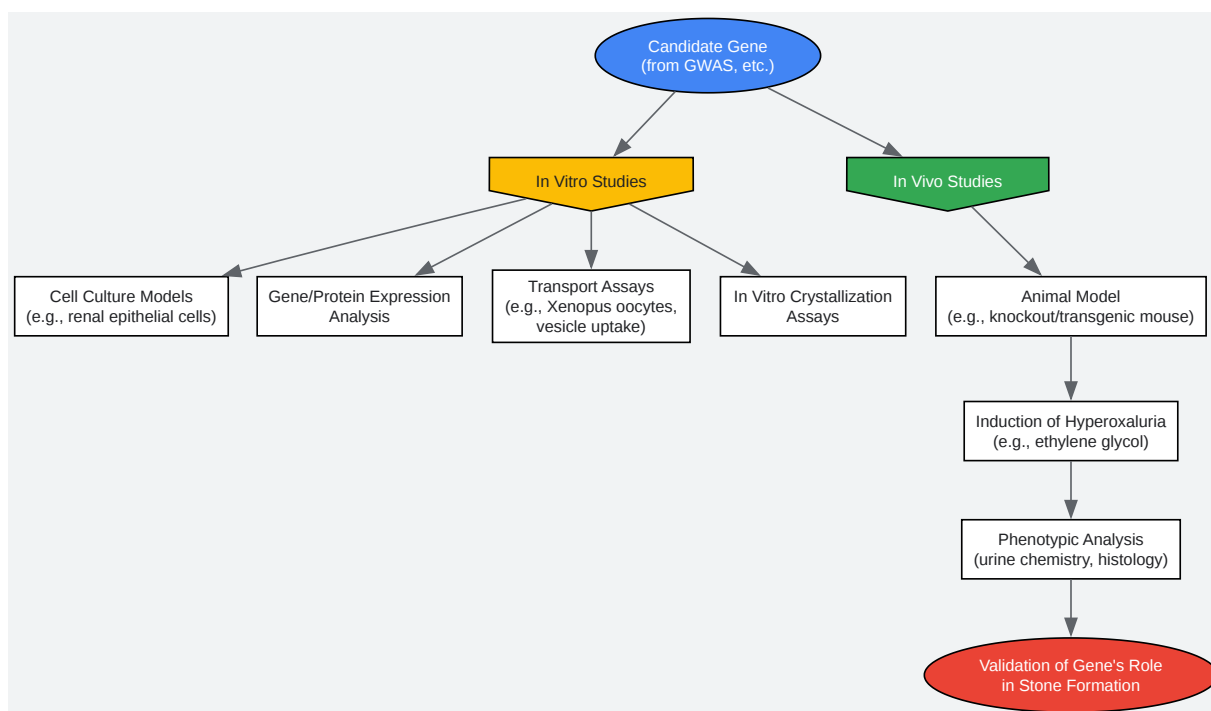 Candidate Gene
(from GWAS, etc.)
In Vitro Studies
In Vivo Studies
Cell Culture Models
(e.g., renal epithelial cells)
Gene/Protein Expression
Analysis
Transport Assays
(e.g., Xenopus oocytes,
vesicle uptake)
In Vitro Crystallization
Assays
Animal Model
(e.g., knockout/transgenic mouse)
Induction of Hyperoxaluria
(e.g., ethylene glycol)
Phenotypic Analysis
(urine chemistry, histology)
Validation of Gene's Role
in Stone Formation